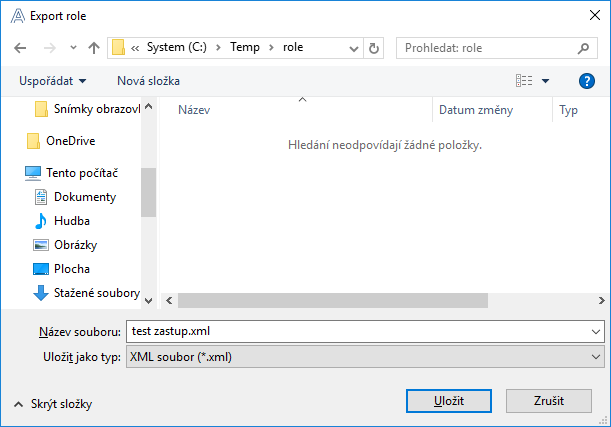 Export role
« System (C:) › Temp › role
Prohledat: role
Uspořádat
Nová složka
?
Název
Datum změny
Typ
Hledání neodpovídají žádné položky.
Snímky obrazovl
OneDrive
Tento počítač
Dokumenty
Hudba
Obrázky
Plocha
Stažené soubory
Název souboru: test zastup.xml
Uložit jako typ: XML soubor (*.xml)
Skrýt složky
Uložit
Zrušit